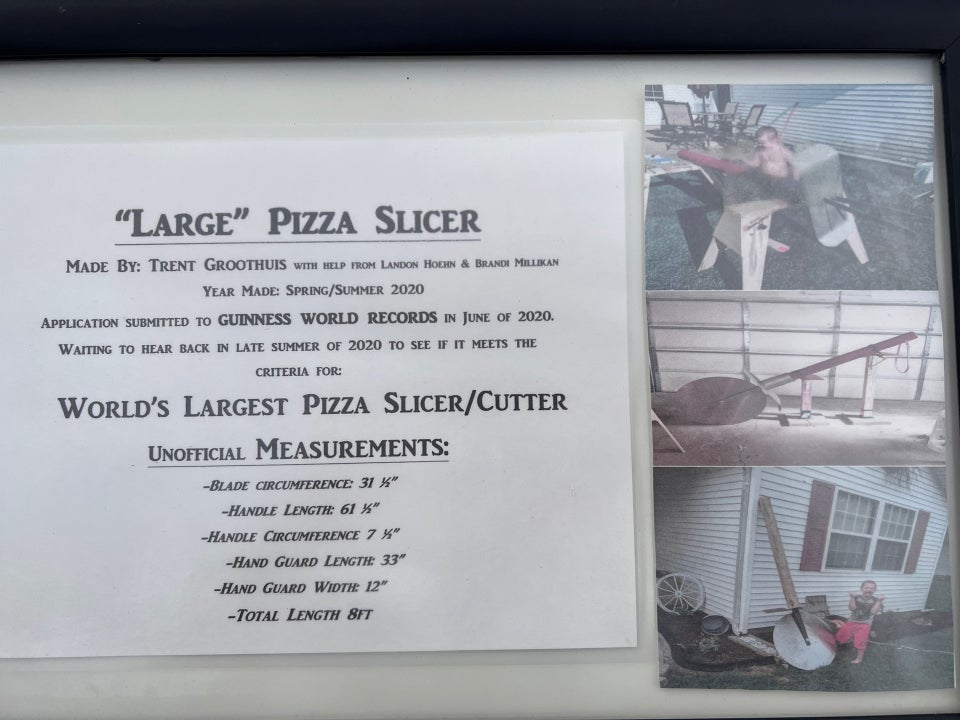 “Large” Pizza Slicer
Made By: Trent Groothuis with help from Landon Hoehn & Brandi Millikan
Year Made: Spring/Summer 2020
Application submitted to GUINNESS WORLD RECORDS in June of 2020.
Waiting to hear back in late summer of 2020 to see if it meets the
criteria for:
World's Largest Pizza Slicer/Cutter
Unofficial Measurements:
-Blade circumference: 31 ½”
-Handle Length: 61 ½”
-Handle Circumference 7 ½”
-Hand Guard Length: 33”
-Hand Guard Width: 12”
-Total Length 8ft